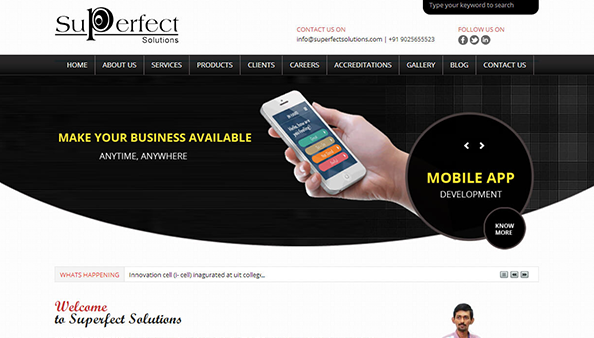 SuPerfect
Solutions
Type your keyword to search
CONTACT US ON
info@superfectsolutions.com | +91 9025655523
FOLLOW US ON
HOME
ABOUT US
SERVICES
PRODUCTS
CLIENTS
CAREERS
ACCREDITATIONS
GALLERY
BLOG
CONTACT US
MAKE YOUR BUSINESS AVAILABLE
ANYTIME, ANYWHERE
MOBILE APP
DEVELOPMENT
KNOW
MORE
WHATS HAPPENING
Innovation cell (i- cell) inagurated at uit colleg...
Welcome
to Superfect Solutions